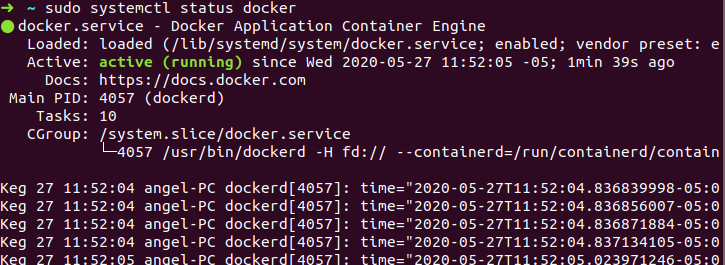 ➜ ~ sudo systemctl status docker
● docker.service - Docker Application Container Engine
Loaded: loaded (/lib/systemd/system/docker.service; enabled; vendor preset: e
Active: active (running) since Wed 2020-05-27 11:52:05 -05; 1min 39s ago
Docs: https://docs.docker.com
Main PID: 4057 (dockerd)
Tasks: 10
CGroup: /system.slice/docker.service
└─4057 /usr/bin/dockerd -H fd:// --containerd=/run/containerd/contain
Keg 27 11:52:04 angel-PC dockerd[4057]: time="2020-05-27T11:52:04.836839998-05:0
Keg 27 11:52:04 angel-PC dockerd[4057]: time="2020-05-27T11:52:04.836856007-05:0
Keg 27 11:52:04 angel-PC dockerd[4057]: time="2020-05-27T11:52:04.836871884-05:0
Keg 27 11:52:04 angel-PC dockerd[4057]: time="2020-05-27T11:52:04.837134105-05:0
Keg 27 11:52:05 angel-PC dockerd[4057]: time="2020-05-27T11:52:05.023971246-05:0